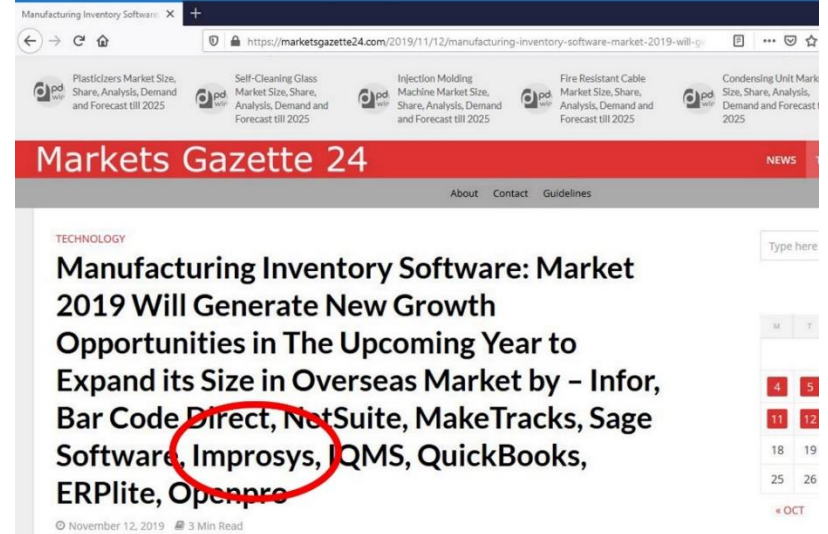 Manufacturing Inventory Software
https://marketsgazette24.com/2019/11/12/manufacturing-inventory-software-market-2019-will-g
Plasticizers Market Size,
Share, Analysis, Demand
and Forecast till 2025
Self-Cleaning Glass
Market Size, Share,
Analysis, Demand and
Forecast till 2025
Injection Molding
Machine Market Size,
Share, Analysis, Demand
and Forecast till 2025
Fire Resistant Cable
Market Size, Share,
Analysis, Demand and
Forecast till 2025
Condensing Unit Mark
Size, Share, Analysis,
Demand and Forecast t
2025
Markets Gazette 24
NEWS T
About Contact Guidelines
TECHNOLOGY
Manufacturing Inventory Software: Market
2019 Will Generate New Growth
Opportunities in The Upcoming Year to
Expand its Size in Overseas Market by – Infor,
Bar Code Direct, NetSuite, MakeTracks, Sage
Software, Improsys, IQMS, QuickBooks,
ERPlite, Openpro
November 12, 2019 3 Min Read
Type here
M T
4 5
11 12
18 19
25 26
« OCT